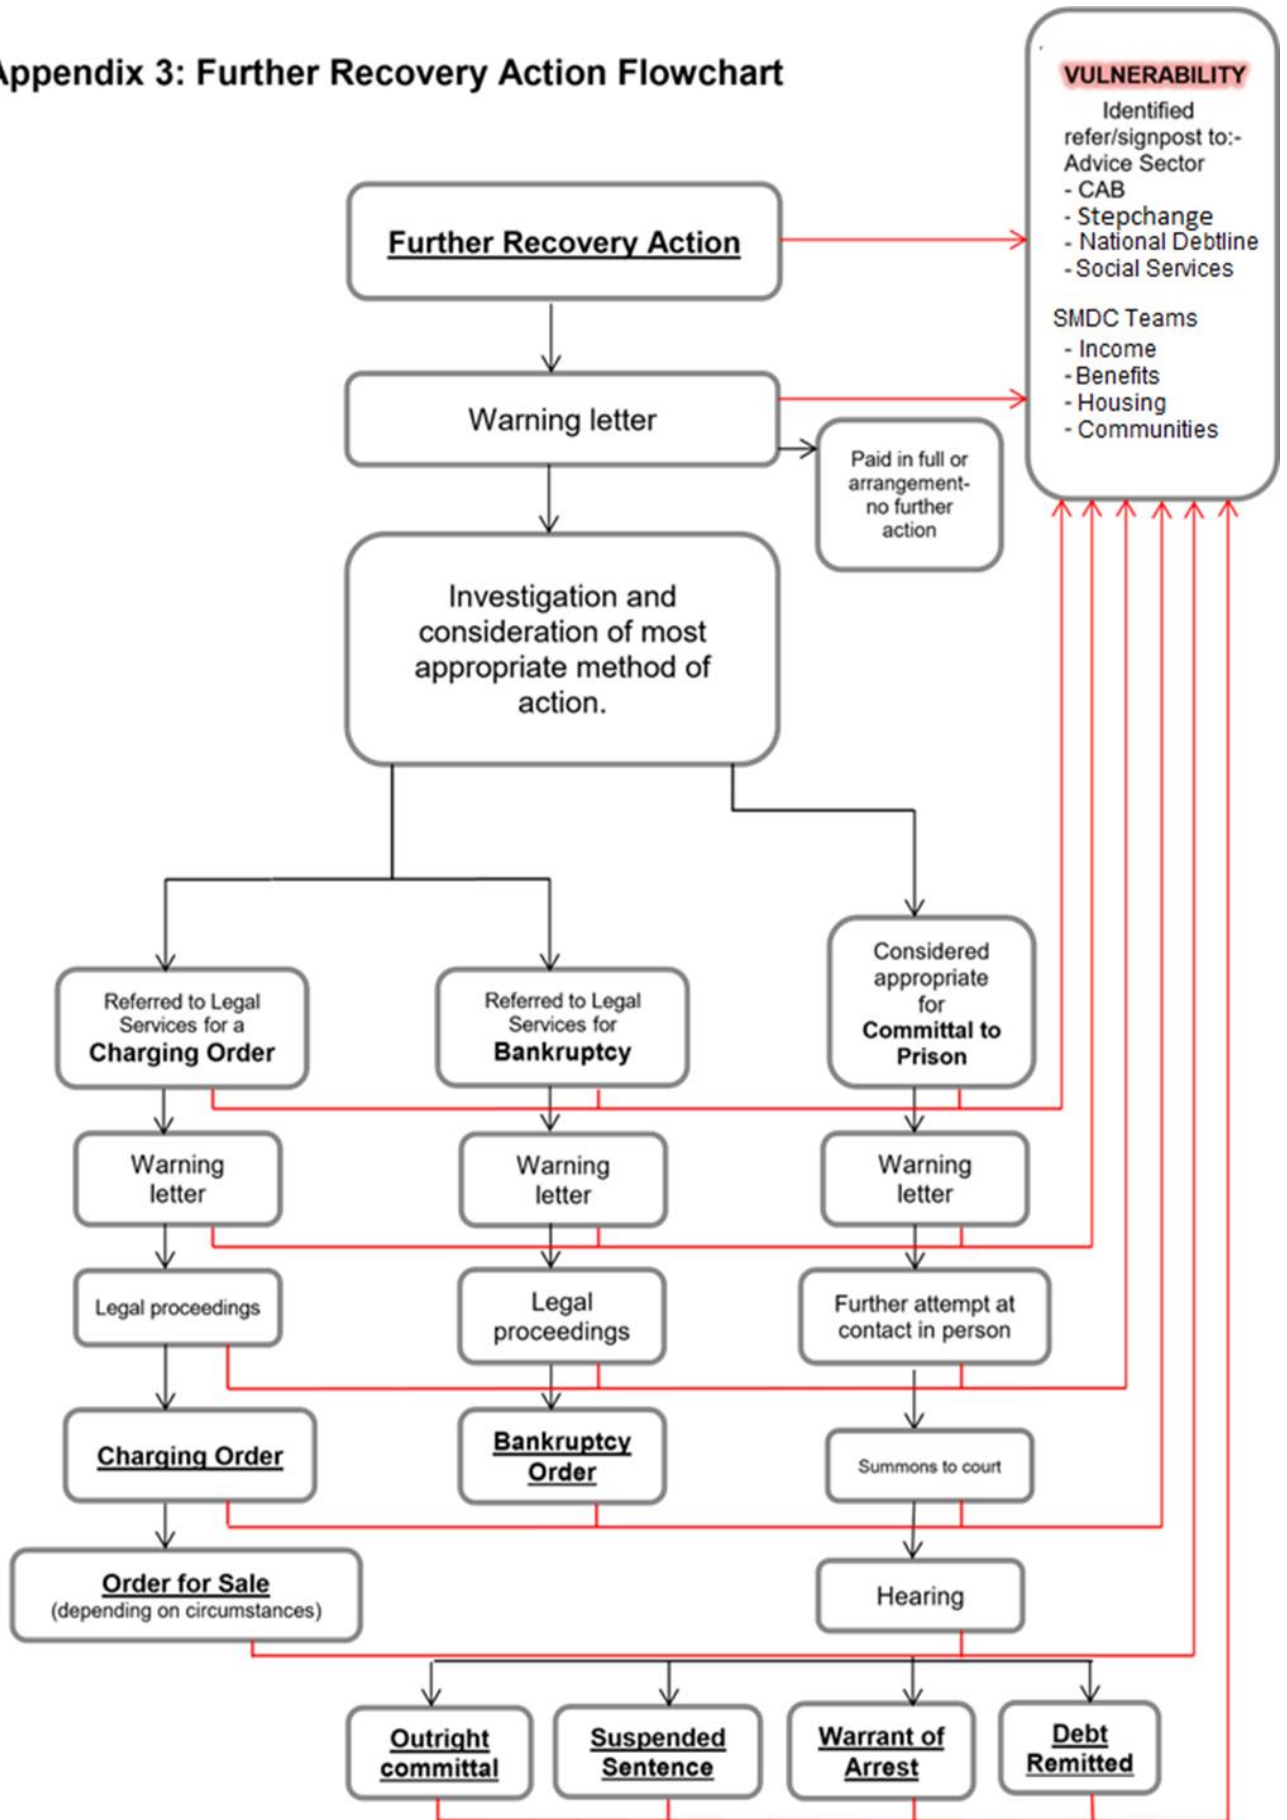 Appendix 3: Further Recovery Action Flowchart
VULNERABILITY
Identified
refer/signpost to:-
Advice Sector
- CAB
- Stepchange
- National Debtline
- Social Services
SMDC Teams
- Income
- Benefits
- Housing
- Communities
Further Recovery Action
Warning letter
Paid in full or
arrangement-
no further
action
Investigation and
consideration of most
appropriate method of
action.
Referred to Legal
Services for a
Charging Order
Referred to Legal
Services for
Bankruptcy
Considered
appropriate
for
Committal to
Prison
Warning
letter
Warning
letter
Warning
letter
Legal proceedings
Legal
proceedings
Further attempt at
contact in person
Charging Order
Bankruptcy
Order
Summons to court
Order for Sale
(depending on circumstances)
Hearing
Outright
committal
Suspended
Sentence
Warrant of
Arrest
Debt
Remitted